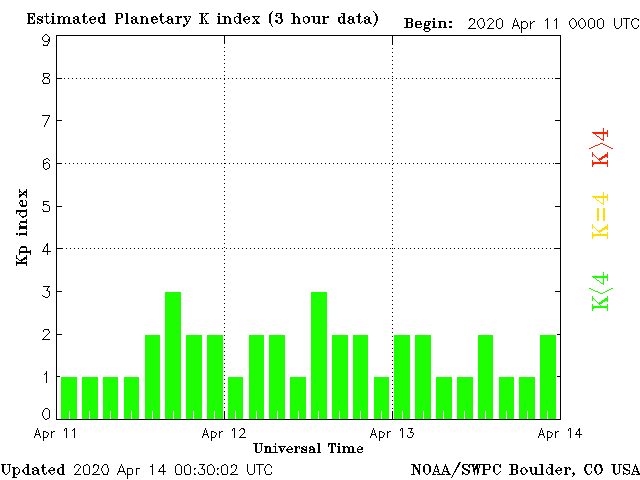 Estimated Planetary K index (3 hour data)
Begin: 2020 Apr 11 0000 UTC
9
8
7
6
5
4
3
2
1
0
Kp index
Apr 11
Apr 12
Apr 13
Apr 14
Universal Time
K>4
K=4
K<4
Updated 2020 Apr 14 00:30:02 UTC
NOAA/SWPC Boulder, CO USA